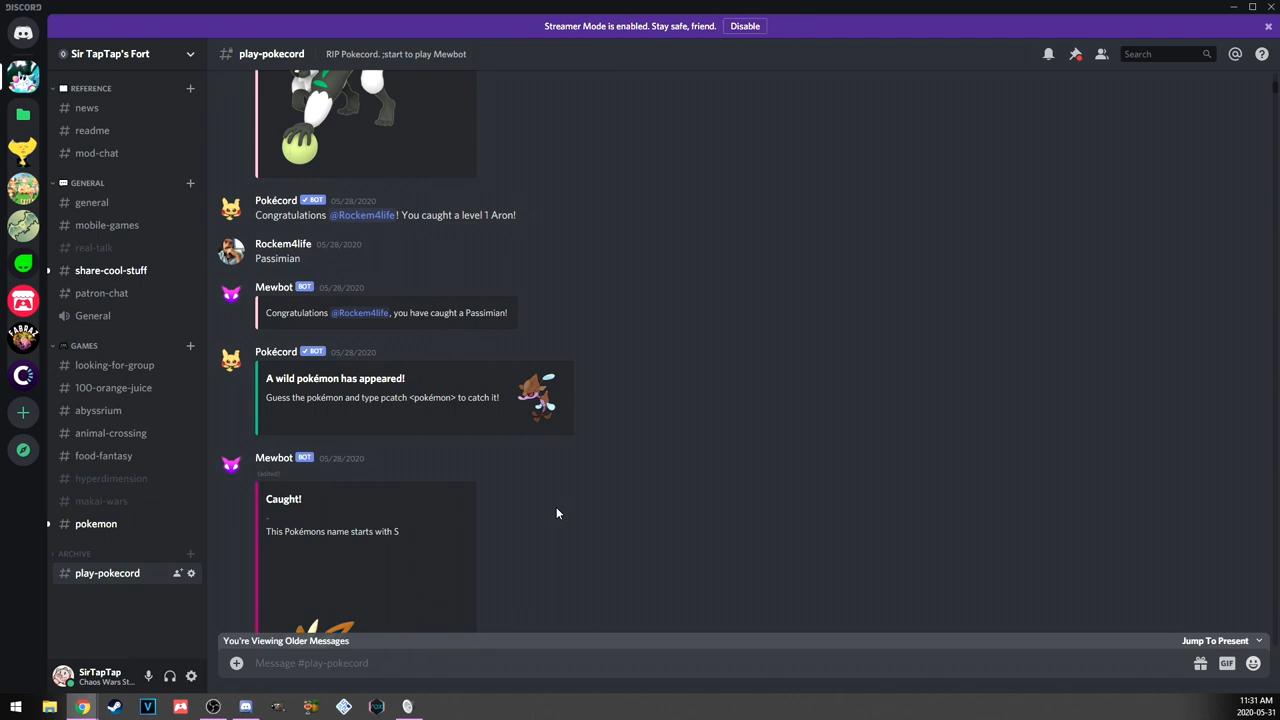 DISCORD
Streamer Mode is enabled. Stay safe, friend. Disable
Sir TapTap's Fort
play-pokecord
RIP Pokecord. ;start to play Mewbot
Search
REFERENCE
news
readme
mod-chat
GENERAL
general
mobile-games
real-talk
share-cool-stuff
patron-chat
General
GAMES
looking-for-group
100-orange-juice
abyssrium
animal-crossing
food-fantasy
hyperdimension
makai-wars
pokemon
ARCHIVE
play-pokecord
SirTapTap
Chaos Wars St...
Pokécord BOT 05/28/2020
Congratulations @Rockem4life! You caught a level 1 Aron!
Rockem4life 05/28/2020
Passimian
Mewbot BOT 05/28/2020
Congratulations @Rockem4life, you have caught a Passimian!
Pokécord BOT 05/28/2020
A wild pokémon has appeared!
Guess the pokémon and type pcatch <pokémon> to catch it!
Mewbot BOT 05/28/2020
(edited)
Caught!
-
This Pokémons name starts with S
You're Viewing Older Messages
Jump To Present
Message #play-pokecord
GIF
11:31 AM
2020-05-31